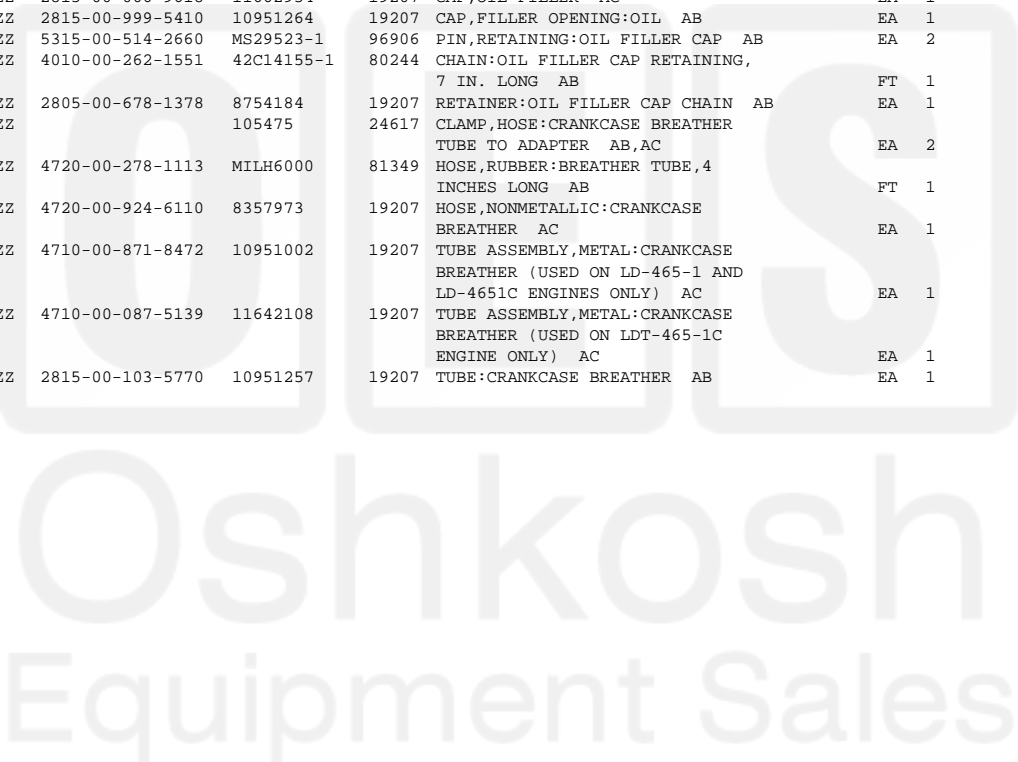 ZZ 2815-00-999-5410 10951264 19207 CAP,FILLER OPENING:OIL AB EA 1
ZZ 5315-00-514-2660 MS29523-1 96906 PIN,RETAINING:OIL FILLER CAP AB EA 2
ZZ 4010-00-262-1551 42C14155-1 80244 CHAIN:OIL FILLER CAP RETAINING,
7 IN. LONG AB FT 1
ZZ 2805-00-678-1378 8754184 19207 RETAINER:OIL FILLER CAP CHAIN AB EA 1
ZZ 105475 24617 CLAMP,HOSE:CRANKCASE BREATHER
TUBE TO ADAPTER AB,AC EA 2
ZZ 4720-00-278-1113 MILH6000 81349 HOSE,RUBBER:BREATHER TUBE,4
INCHES LONG AB FT 1
ZZ 4720-00-924-6110 8357973 19207 HOSE,NONMETALLIC:CRANKCASE
BREATHER AC EA 1
ZZ 4710-00-871-8472 10951002 19207 TUBE ASSEMBLY,METAL:CRANKCASE
BREATHER (USED ON LD-465-1 AND
LD-4651C ENGINES ONLY) AC EA 1
ZZ 4710-00-087-5139 11642108 19207 TUBE ASSEMBLY,METAL:CRANKCASE
BREATHER (USED ON LDT-465-1C
ENGINE ONLY) AC EA 1
ZZ 2815-00-103-5770 10951257 19207 TUBE:CRANKCASE BREATHER AB EA 1
OES
Oshkosh
Equipment Sales